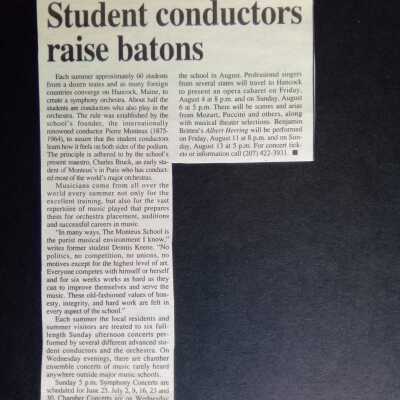 Student conductors
raise batons
Each summer approximately 60 students
from a dozen states and as many foreign
countries converge on Hancock, Maine, to
create a symphony orchestra. About half the
students are conductors who also play in the
orchestra. The rule was established by the
school's founder, the internationally
renowned conductor Pierre Monteux (1875-
1964), to ensure that the student conductors
learn how it feels on both sides of the podium.
The principle is adhered to by the school's
present maestro, Charles Bruck, an early stu-
dent of Monteux's in Paris who has conduct-
ed most of the world's major orchestras.
Musicians come from all over the
world every summer not only for the
excellent training, but also for the vast
repertoire of music played that prepares
them for orchestra placement, auditions
and successful careers in music.
"In many ways, The Monteux School is
the purist musical environment I know,"
writes former student Dennis Keene. "No
politics, no competition, no unions, no
motives except for the highest level of art.
Everyone competes with himself or herself
and for six weeks works as hard as they
can to improve themselves and serve the
music. These old-fashioned values of hon-
esty, integrity, and hard work are felt in
every aspect of the school."
Each summer the local residents and
summer visitors are treated to six full-
length Sunday afternoon concerts per-
formed by several different advanced stu-
dent conductors and the orchestra. On
Wednesday evenings, there are chamber
ensemble concerts of music rarely heard
anywhere outside major music schools.
Sunday 5 p.m. Symphony Concerts are
scheduled for June 25, July 2, 9, 16, 23 and
30. Chamber Concerts are on Wednesday
the school in August. Professional singers
from several states will travel to Hancock
to present an opera cabaret on Friday,
August 4 at 8 p.m. and on Sunday, August
6 at 5 p.m. There will be scenes and arias
from Mozart, Puccini and others, along
with musical theater selections. Benjamin
Britten's Albert Herring will be performed
on Friday, August 11 at 8 p.m. and on Sun-
day, August 13 at 5 p.m. For concert tick-
ets or information call (207) 422-3931. ■